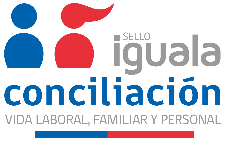 SELLO
iguala
conciliación
VIDA LABORAL, FAMILIAR Y PERSONAL